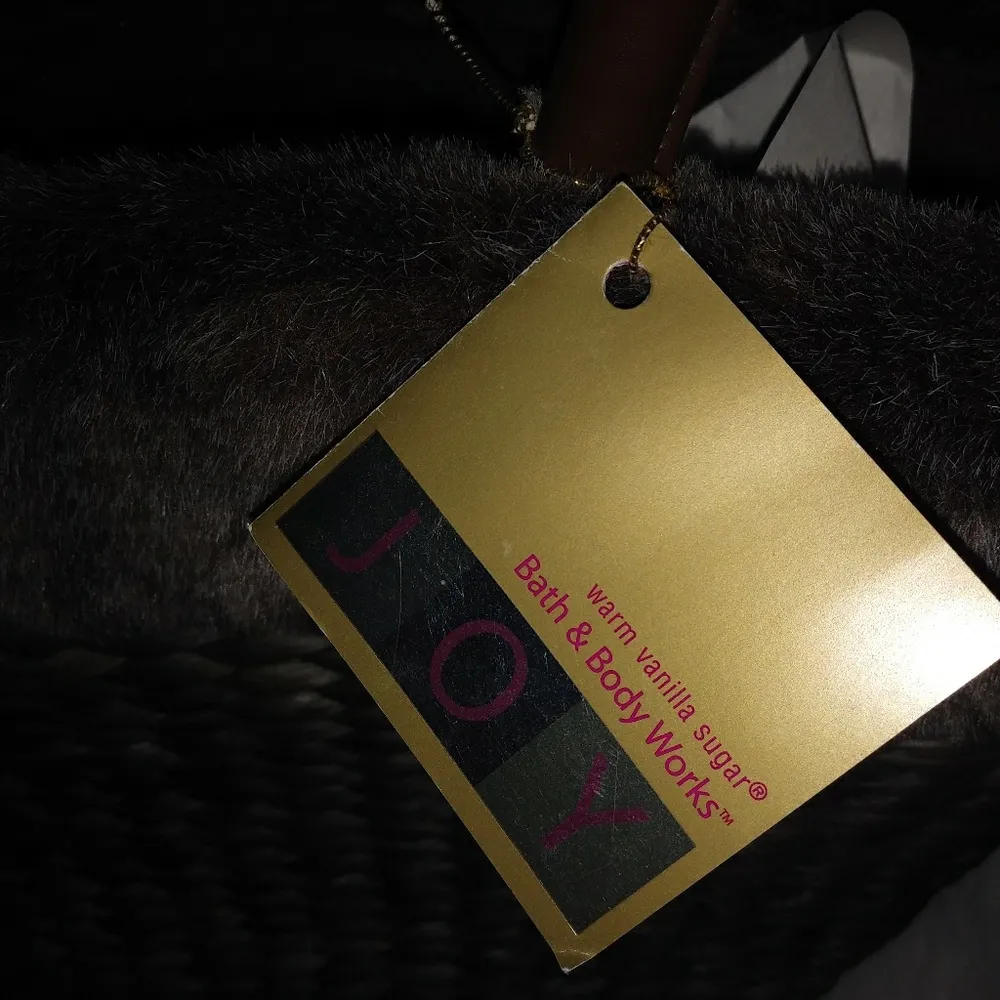 warm vanilla sugar®
Bath & Body Works™
JOY